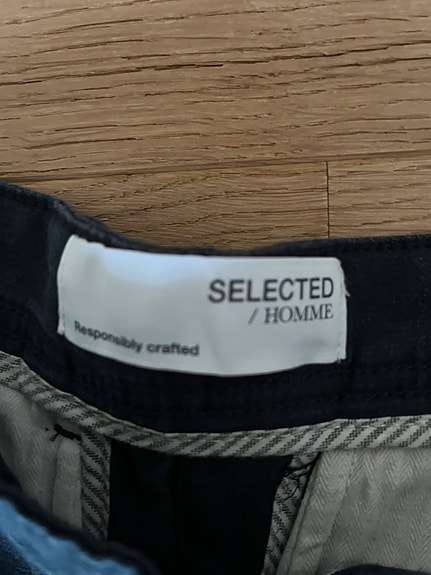 SELECTED
/ HOMME
Responsibly crafted